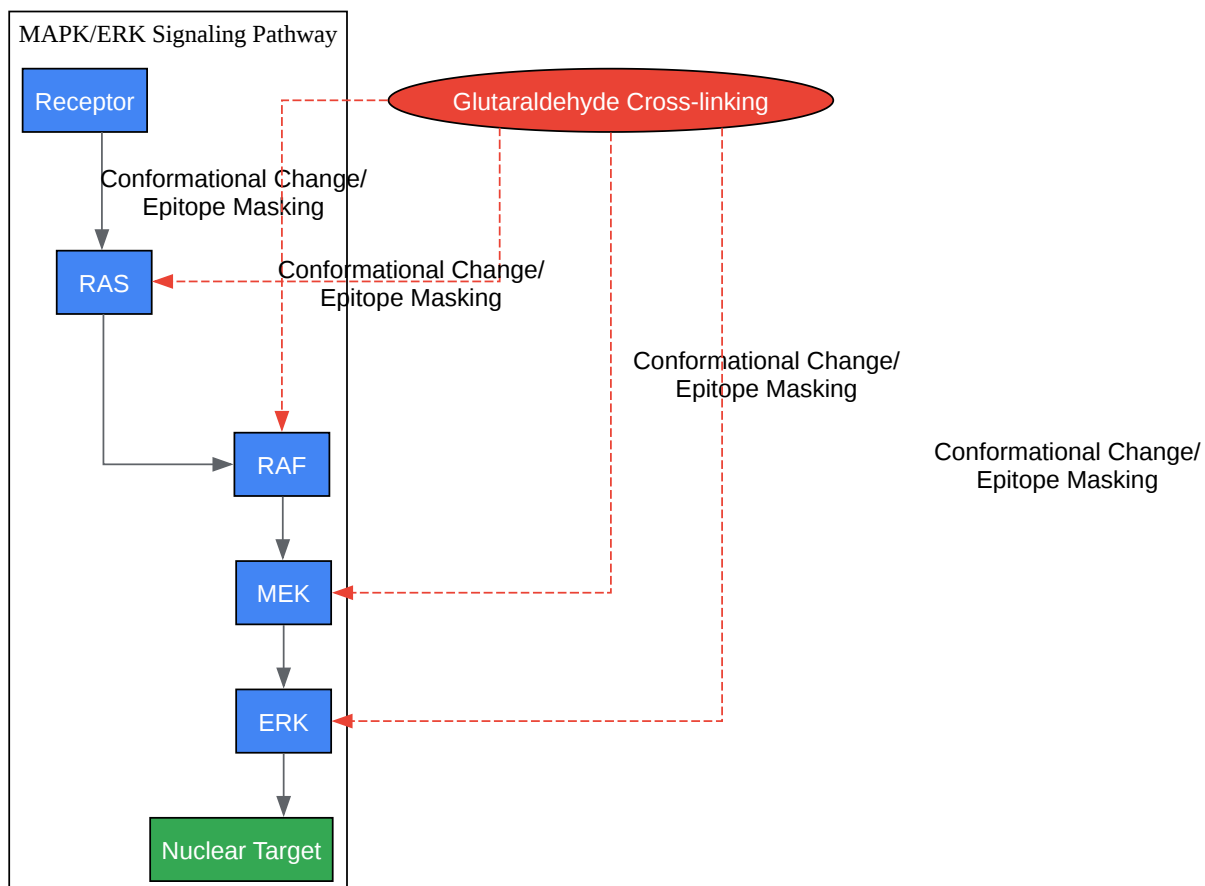 MAPK/ERK Signaling Pathway
Receptor
Glutaraldehyde Cross-linking
Conformational Change/
Epitope Masking
RAS
Conformational Change/
Epitope Masking
Conformational Change/
Epitope Masking
RAF
Conformational Change/
Epitope Masking
MEK
ERK
Nuclear Target